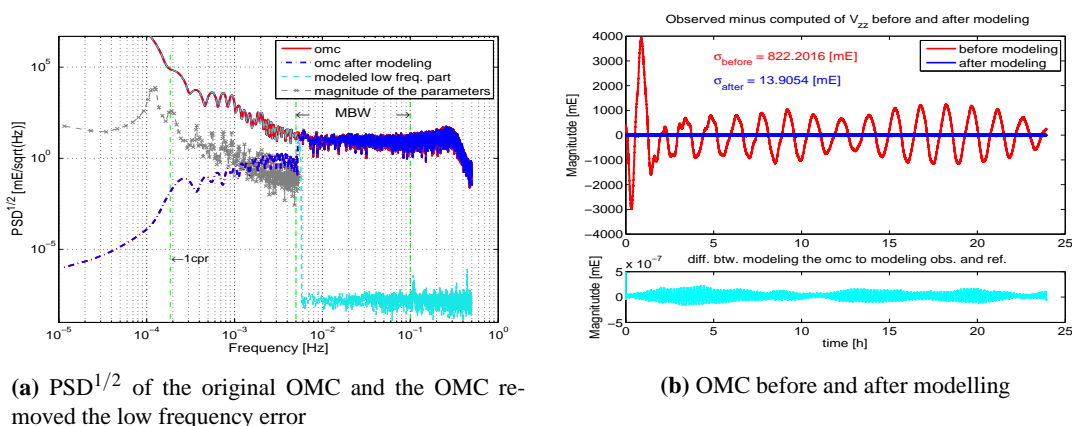 omc
omc after modeling
modeled low freq. part
magnitude of the parameters
MBW
←1cpr
PSD^1/2 [mE/sqrt(Hz)]
10^5
10^0
10^-5
10^-5 10^-4 10^-3 10^-2 10^-1 10^0
Frequency [Hz]
(a) PSD^1/2 of the original OMC and the OMC re-
moved the low frequency error
Observed minus computed of V_zz before and after modeling
σ_before = 822.2016 [mE]
σ_after = 13.9054 [mE]
before modeling
after modeling
Magnitutde [mE]
4000
3000
2000
1000
0
−1000
−2000
−3000
−4000
0 5 10 15 20 25
diff. btw. modeling the omc to modeling obs. and ref.
x 10^-7
Magnitutde [mE]
5
0
−5
0 5 10 15 20 25
time [h]
(b) OMC before and after modelling